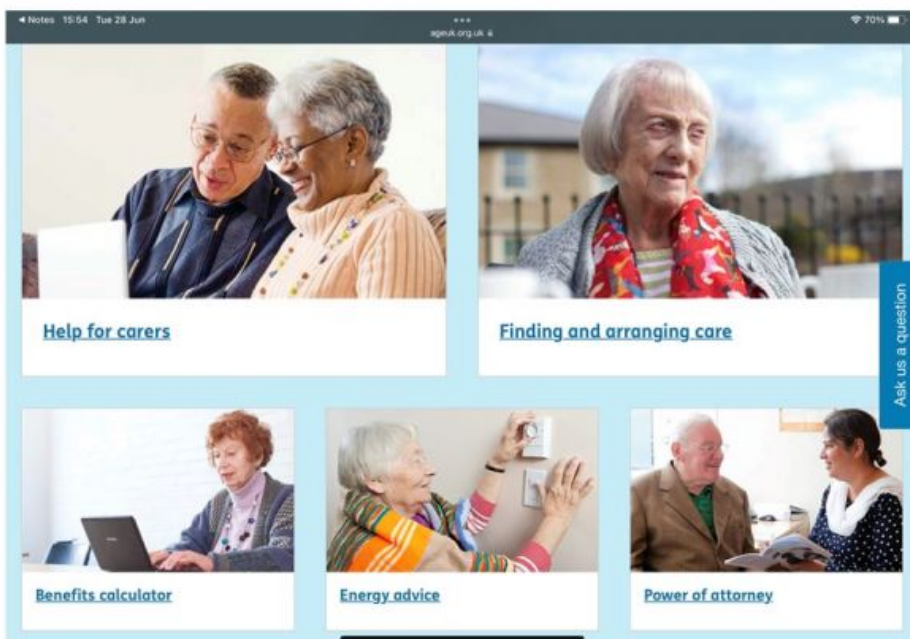 Notes 15:54 Tue 28 Jun 70%
ageuk.org.uk
Help for carers
Finding and arranging care
Ask us a question
Benefits calculator
Energy advice
Power of attorney